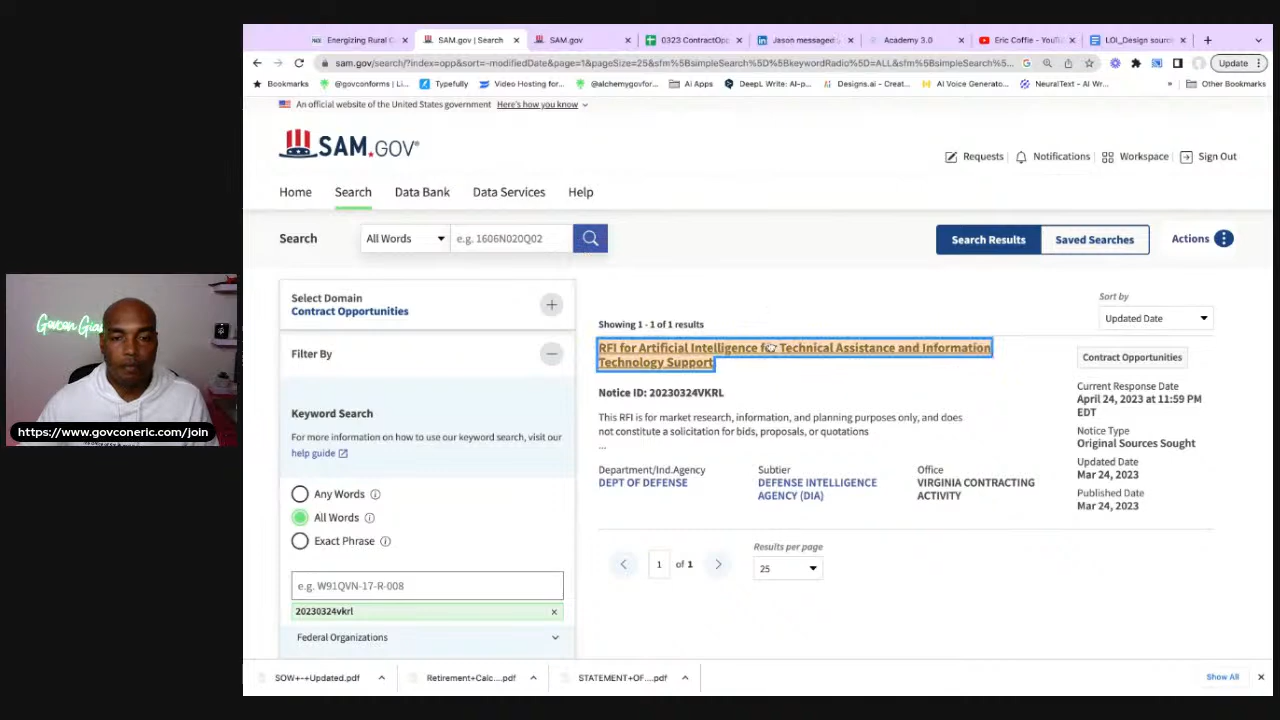 Energizing Rural C
SAM.gov | Search
SAM.gov
0323 ContractOp
Jason messaged
Academy 3.0
Eric Coffie - YouT
LOI_Design sourc
sam.gov/search/?index=opp&sort=-modifiedDate&page=1&pageSize=25&sfm%5BsimpleSearch%5D%5BkeywordRadio%5D=ALL&sfm%5BsimpleSearch%5...
Update
Bookmarks
@govconforms | Li...
Typefully
Video Hosting for...
@alchemygovfor...
Ai Apps
DeepL Write: AI-p...
Designs.ai - Creat...
AI Voice Generato...
NeuralText - AI Wr...
»
Other Bookmarks
An official website of the United States government
Here's how you know
SAM.GOV®
Requests
Notifications
Workspace
Sign Out
Home
Search
Data Bank
Data Services
Help
Search
All Words
e.g. 1606N020Q02
Search Results
Saved Searches
Actions
Select Domain
Contract Opportunities
Filter By
Keyword Search
For more information on how to use our keyword search, visit our
help guide
Any Words
All Words
Exact Phrase
e.g. W91QVN-17-R-008
20230324vkrl
Federal Organizations
Sort by
Updated Date
Showing 1 - 1 of 1 results
RFI for Artificial Intelligence for Technical Assistance and Information
Technology Support
Notice ID: 20230324VKRL
This RFI is for market research, information, and planning purposes only, and does
not constitute a solicitation for bids, proposals, or quotations
...
Department/Ind.Agency
DEPT OF DEFENSE
Subtier
DEFENSE INTELLIGENCE
AGENCY (DIA)
Office
VIRGINIA CONTRACTING
ACTIVITY
Contract Opportunities
Current Response Date
April 24, 2023 at 11:59 PM
EDT
Notice Type
Original Sources Sought
Updated Date
Mar 24, 2023
Published Date
Mar 24, 2023
1
of 1
Results per page
25
Govcon Gian
https://www.govconeric.com/join
SOW+-+Updated.pdf
Retirement+Calc....pdf
STATEMENT+OF....pdf
Show All